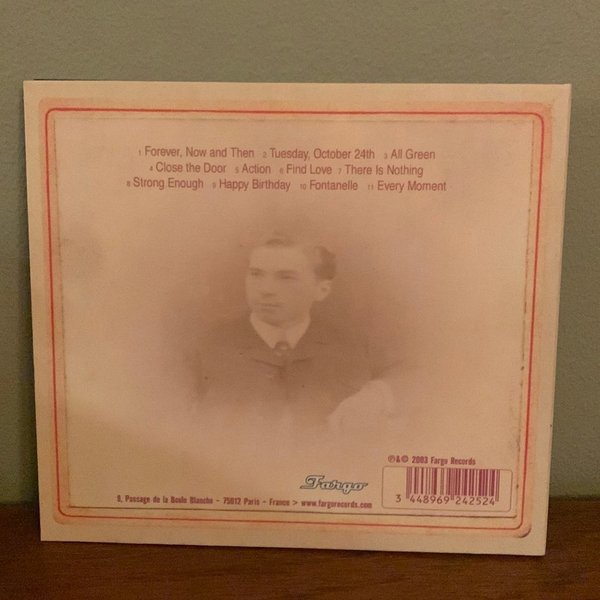 1 Forever, Now and Then 2 Tuesday, October 24th 3 All Green
4 Close the Door 5 Action 6 Find Love 7 There Is Nothing
8 Strong Enough 9 Happy Birthday 10 Fontanelle 11 Every Moment
℗&© 2003 Fargo Records
Fargo
8, Passage de la Boule Blanche - 75012 Paris - France > www.fargorecords.com
3 448969 242524